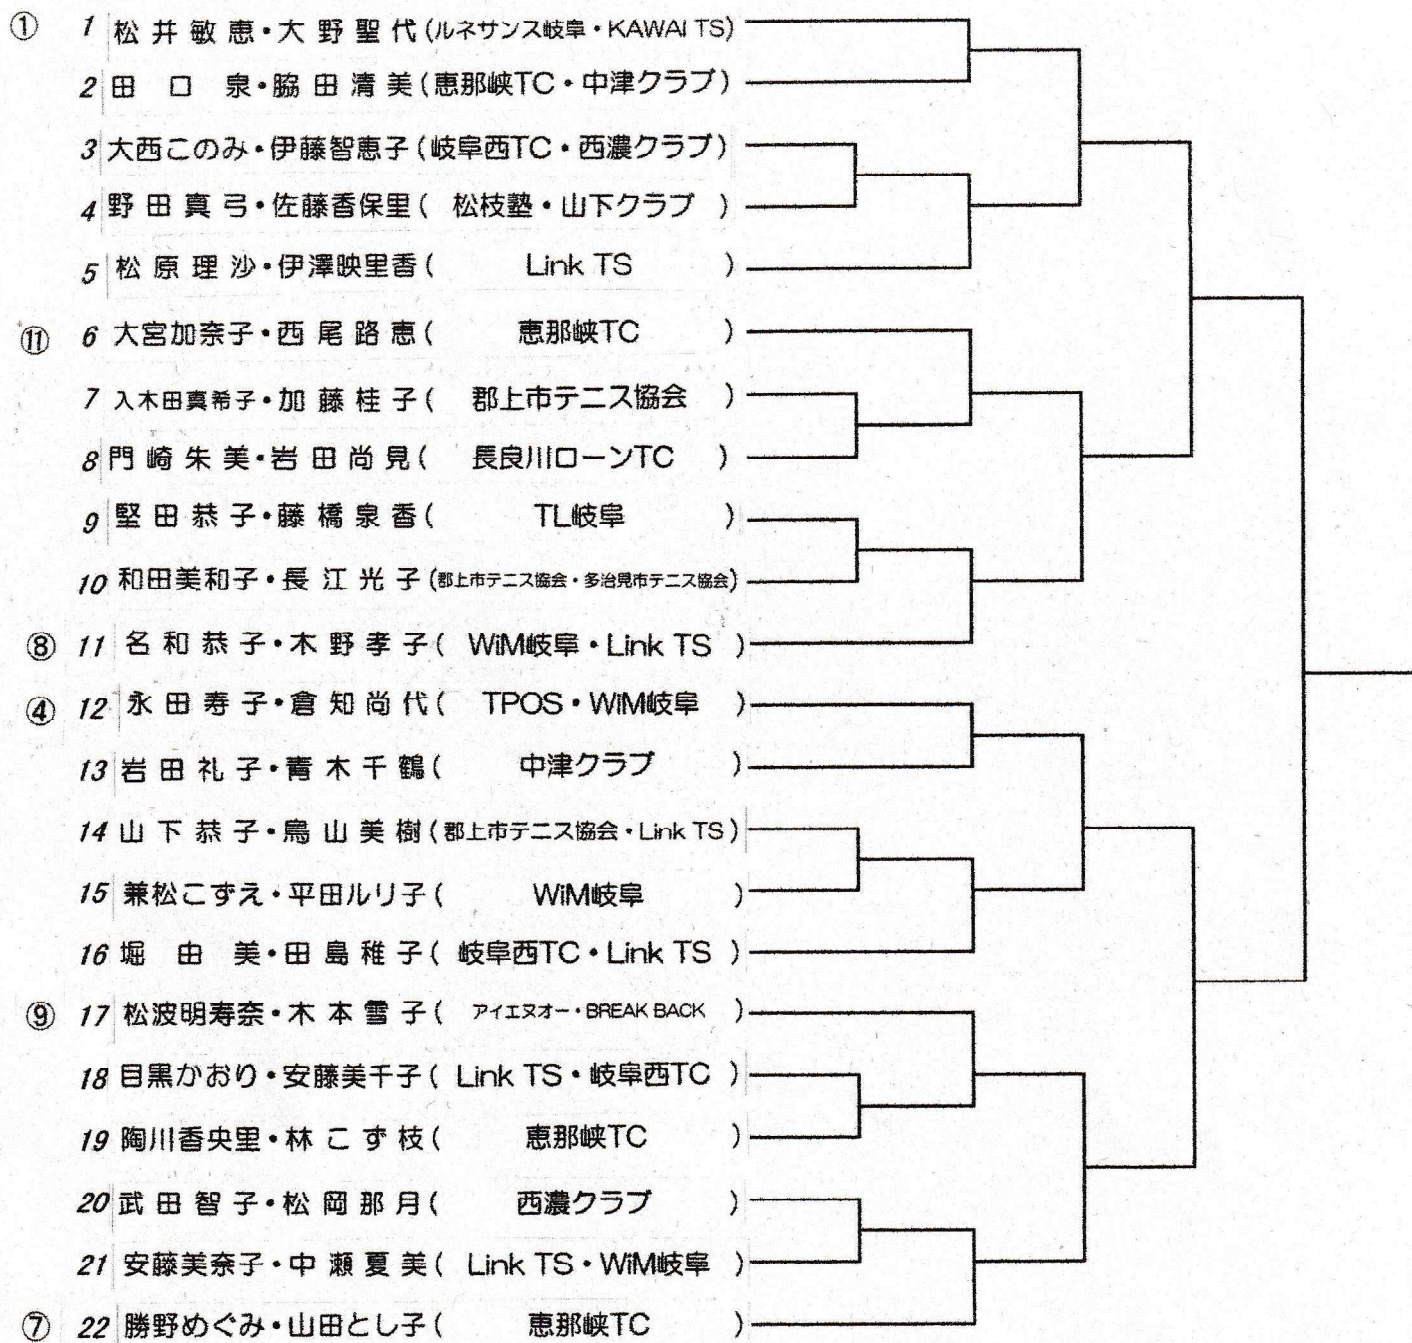 ① 1 松井敏恵・大野聖代(ルネサンス岐阜・KAWAI TS)
2 田口 泉・脇田清美(恵那峡TC・中津クラブ)
3 大西このみ・伊藤智恵子(岐阜西TC・西濃クラブ)
4 野田真弓・佐藤香保里(松枝塾・山下クラブ)
5 松原理沙・伊澤映里香(Link TS)
⑪ 6 大宮加奈子・西尾路恵(恵那峡TC)
7 入木田真希子・加藤桂子(郡上市テニス協会)
8 門崎朱美・岩田尚見(長良川ローンTC)
9 堅田恭子・藤橋泉香(TL岐阜)
10 和田美和子・長江光子(郡上市テニス協会・多治見市テニス協会)
⑧ 11 名和恭子・木野孝子(WiM岐阜・Link TS)
④ 12 永田寿子・倉知尚代(TPOS・WiM岐阜)
13 岩田礼子・青木千鶴(中津クラブ)
14 山下恭子・鳥山美樹(郡上市テニス協会・Link TS)
15 兼松こずえ・平田ルリ子(WiM岐阜)
16 堀 由美・田島稚子(岐阜西TC・Link TS)
⑨ 17 松波明寿奈・木本雪子(アイエヌオー・BREAK BACK)
18 目黒かおり・安藤美千子(Link TS・岐阜西TC)
19 陶川香央里・林こず枝(恵那峡TC)
20 武田智子・松岡那月(西濃クラブ)
21 安藤美奈子・中瀬夏美(Link TS・WiM岐阜)
⑦ 22 勝野めぐみ・山田とし子(恵那峡TC)